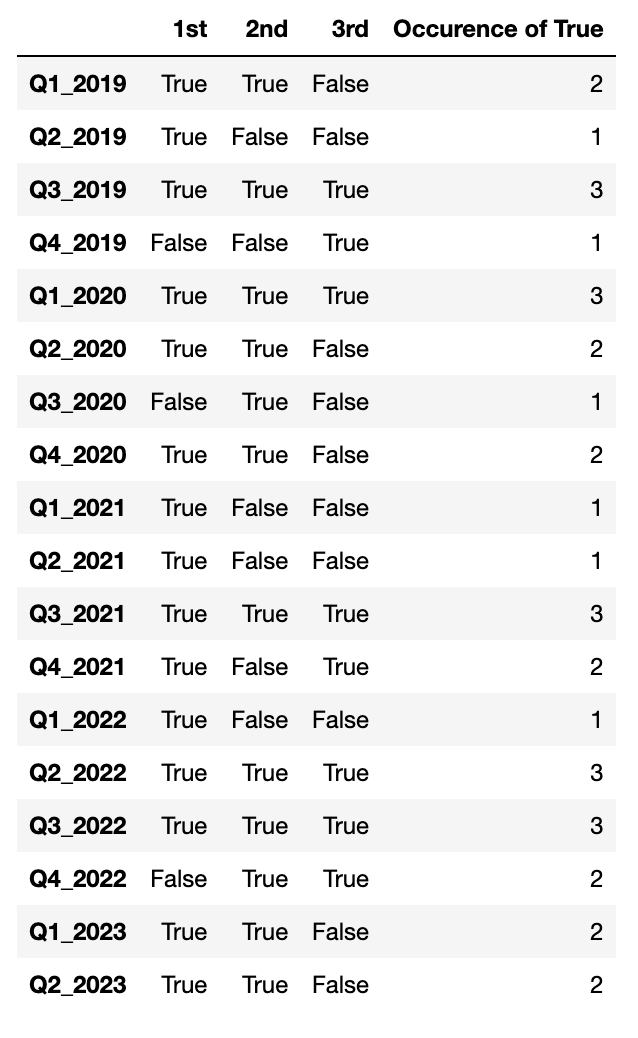 1st 2nd 3rd Occurence of True
Q1_2019 True True False 2
Q2_2019 True False False 1
Q3_2019 True True True 3
Q4_2019 False False True 1
Q1_2020 True True True 3
Q2_2020 True True False 2
Q3_2020 False True False 1
Q4_2020 True True False 2
Q1_2021 True False False 1
Q2_2021 True False False 1
Q3_2021 True True True 3
Q4_2021 True False True 2
Q1_2022 True False False 1
Q2_2022 True True True 3
Q3_2022 True True True 3
Q4_2022 False True True 2
Q1_2023 True True False 2
Q2_2023 True True False 2